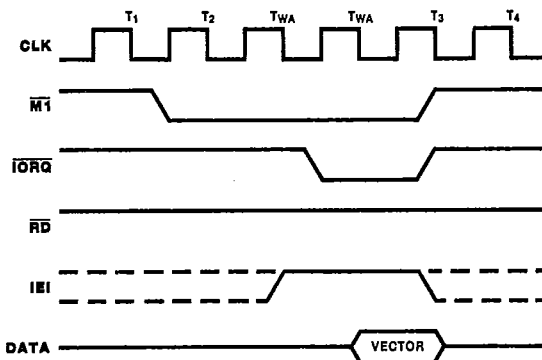 T1 T2 TWA TWA T3 T4
CLK
M1
IORQ
RD
IEI
DATA VECTOR